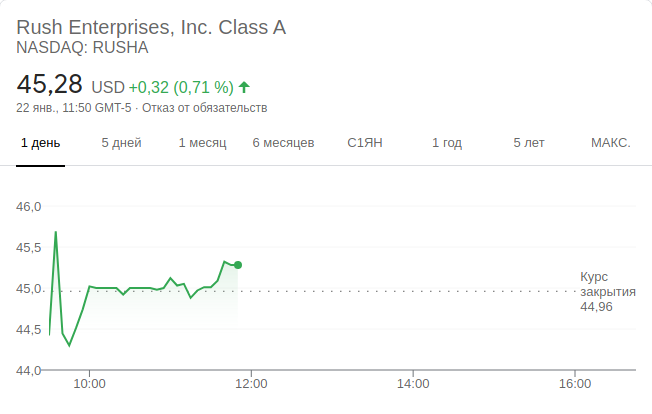 Rush Enterprises, Inc. Class A
NASDAQ: RUSHA
45,28 USD +0,32 (0,71 %)
22 янв., 11:50 GMT-5 · Отказ от обязательств
1 день 5 дней 1 месяц 6 месяцев С1ЯН 1 год 5 лет МАКС.
46,0
45,5
45,0
44,5
44,0
Курс
закрытия
44,96
10:00 12:00 14:00 16:00